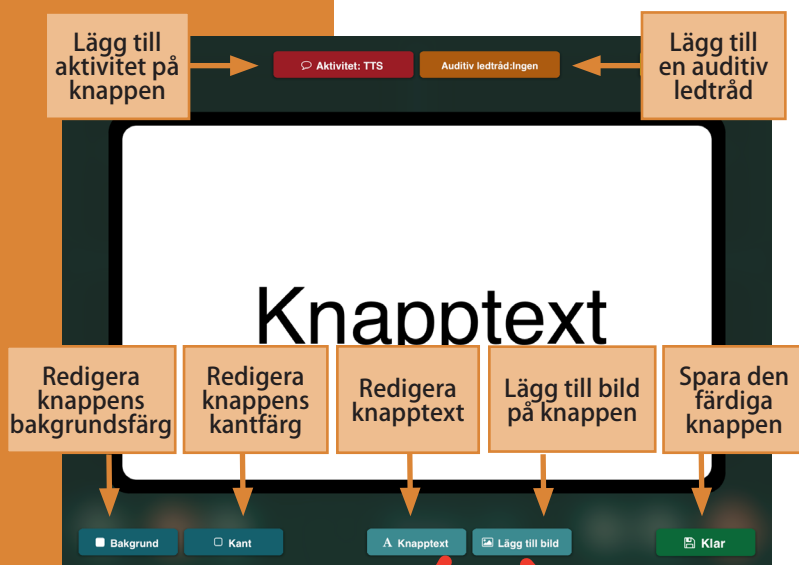 Lägg till
aktivitet på
knappen
Aktivitet: TTS
Auditiv ledtråd:Ingen
Lägg till
en auditiv
ledtråd
Knapptext
Redigera
knappens
bakgrundsfärg
Redigera
knappens
kantfärg
Redigera
knapptext
Lägg till bild
på knappen
Spara den
färdiga
knappen
Bakgrund
Kant
A Knapptext
Lägg till bild
Klar